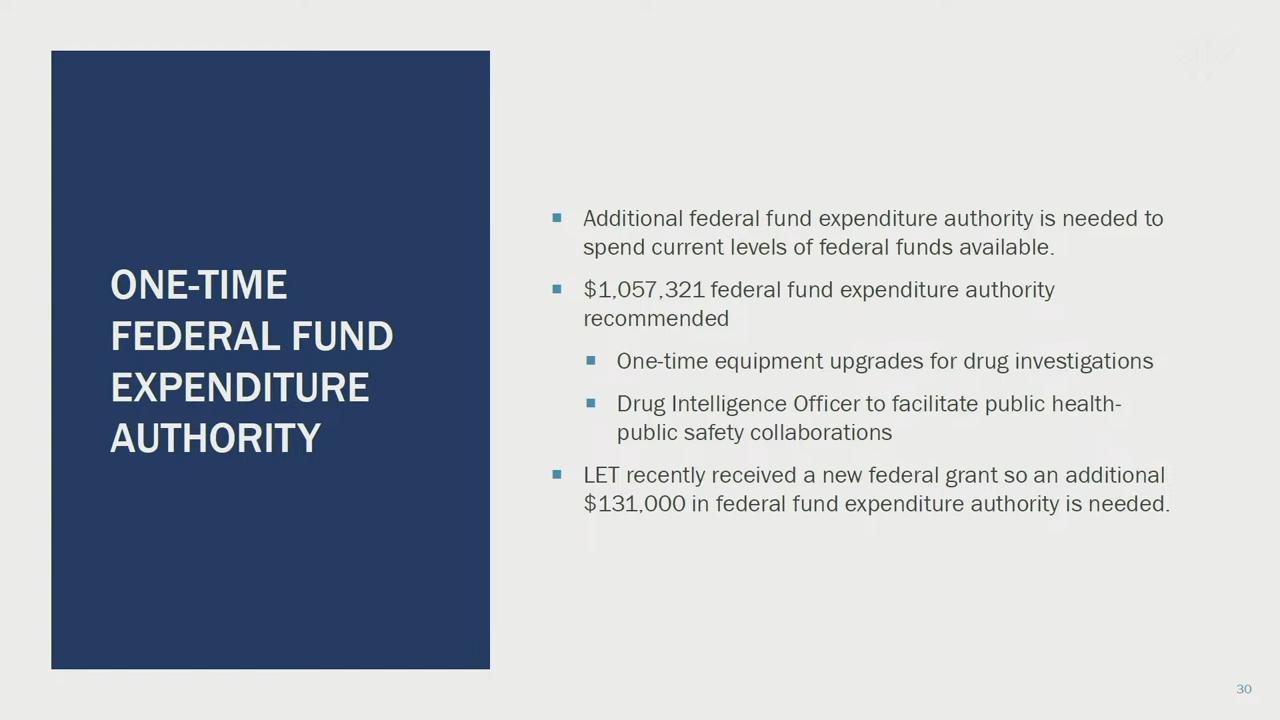 ONE-TIME
FEDERAL FUND
EXPENDITURE
AUTHORITY
Additional federal fund expenditure authority is needed to
spend current levels of federal funds available.
$1,057,321 federal fund expenditure authority
recommended
One-time equipment upgrades for drug investigations
Drug Intelligence Officer to facilitate public health-
public safety collaborations
LET recently received a new federal grant so an additional
$131,000 in federal fund expenditure authority is needed.
30